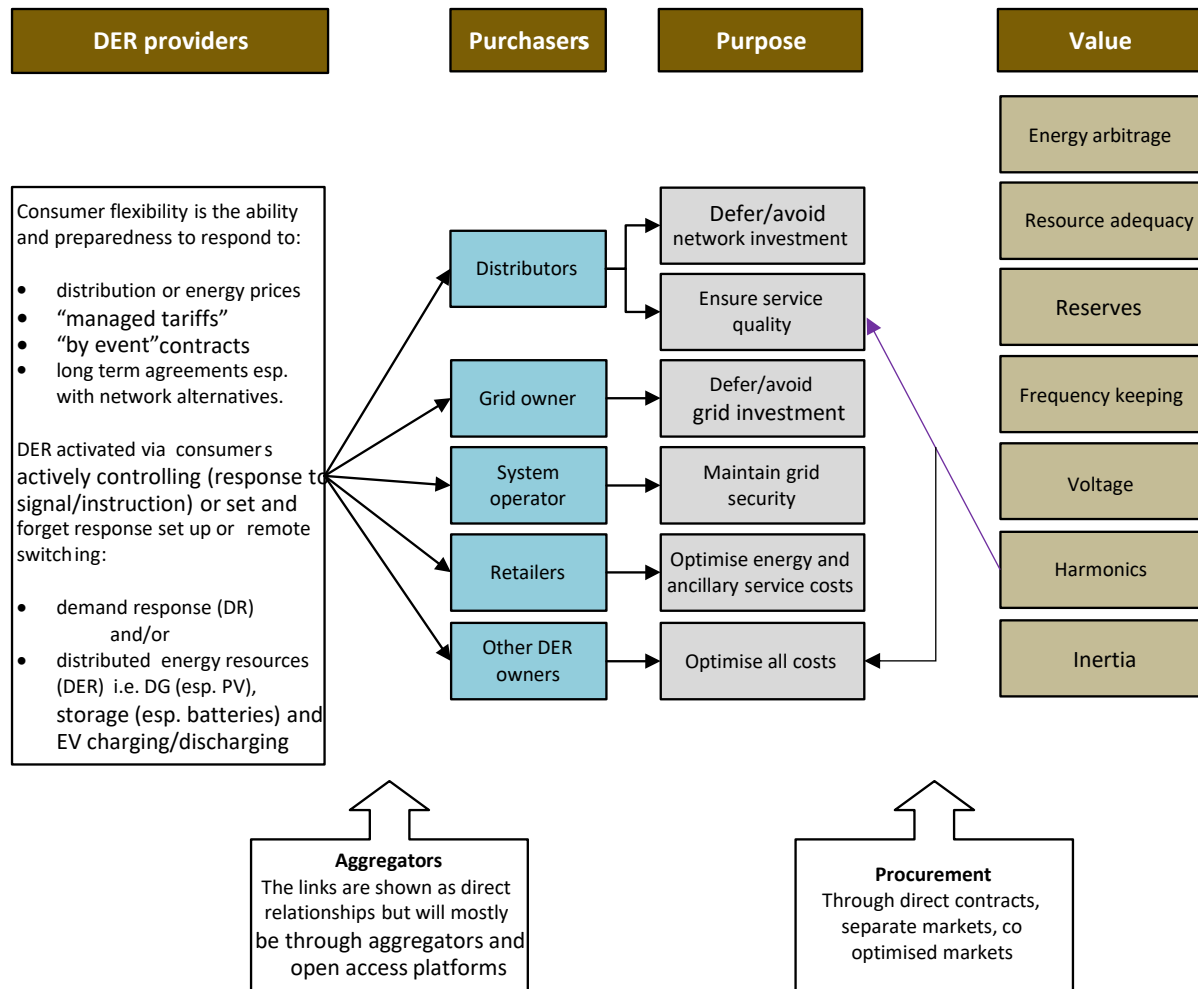 DER providers
Purchasers
Purpose
Value
Consumer flexibility is the ability
and preparedness to respond to:
• distribution or energy prices
• “managed tariffs”
• “by event”contracts
• long term agreements esp.
with network alternatives.
DER activated via consumers
actively controlling (response to
signal/instruction) or set and
forget response set up or remote
switching:
• demand response (DR)
and/or
• distributed energy resources
(DER) i.e. DG (esp. PV),
storage (esp. batteries) and
EV charging/discharging
Distributors
Grid owner
System
operator
Retailers
Other DER
owners
Defer/avoid
network investment
Ensure service
quality
Defer/avoid
grid investment
Maintain grid
security
Optimise energy and
ancillary service costs
Optimise all costs
Energy arbitrage
Resource adequacy
Reserves
Frequency keeping
Voltage
Harmonics
Inertia
Aggregators
The links are shown as direct
relationships but will mostly
be through aggregators and
open access platforms
Procurement
Through direct contracts,
separate markets, co
optimised markets